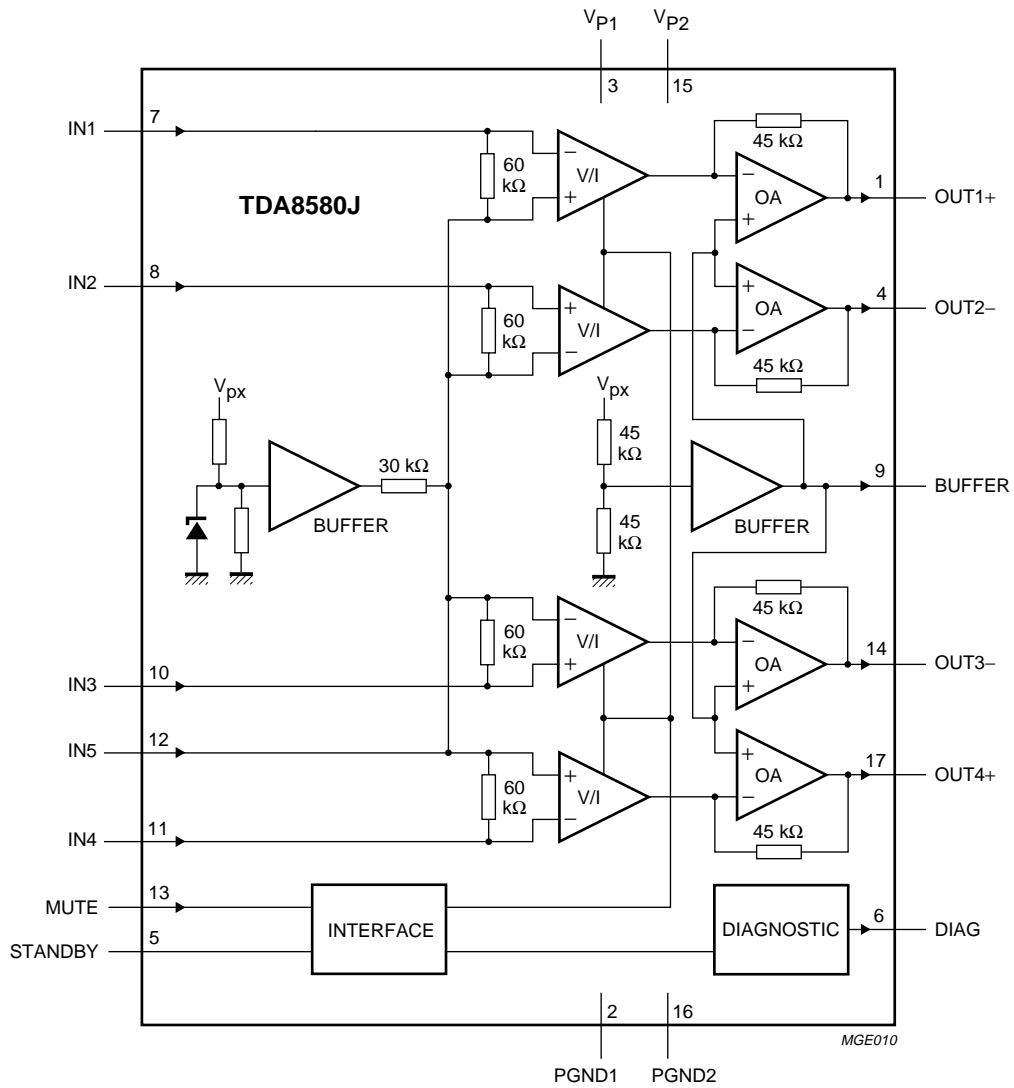 VP1
VP2
3
15
IN1
7
45 kΩ
60
kΩ
−
V/I
+
−
OA
+
1
OUT1+
TDA8580J
IN2
8
60
kΩ
+
V/I
−
+
OA
−
4
OUT2−
45 kΩ
Vpx
Vpx
45
kΩ
30 kΩ
9
BUFFER
BUFFER
45
kΩ
BUFFER
45 kΩ
60
kΩ
−
V/I
+
−
OA
+
14
OUT3−
IN3
10
IN5
12
60
kΩ
+
V/I
−
+
OA
−
17
OUT4+
45 kΩ
IN4
11
MUTE
13
STANDBY
5
INTERFACE
DIAGNOSTIC
6
DIAG
2
16
MGE010
PGND1
PGND2